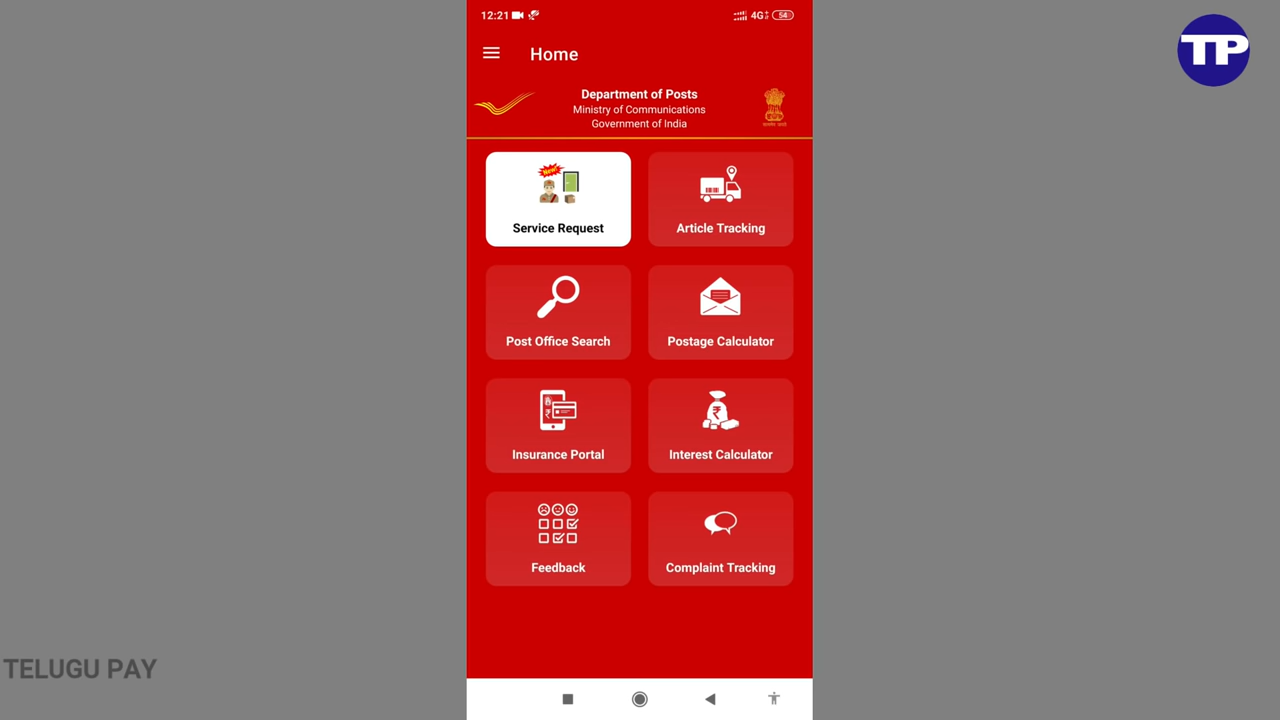 12:21
4G+
54
TP
Home
Department of Posts
Ministry of Communications
Government of India
New!
Service Request
Article Tracking
Post Office Search
Postage Calculator
Insurance Portal
Interest Calculator
Feedback
Complaint Tracking
TELUGU PAY